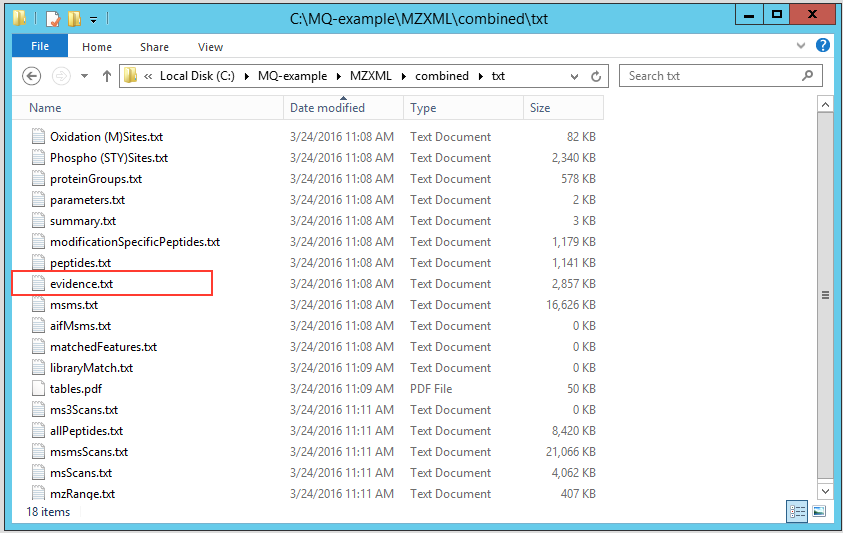 C:\MQ-example\MZXML\combined\txt
File Home Share View
« Local Disk (C:) MQ-example MZXML combined txt Search txt
Name Date modified Type Size
Oxidation (M)Sites.txt 3/24/2016 11:08 AM Text Document 82 KB
Phospho (STY)Sites.txt 3/24/2016 11:08 AM Text Document 2,340 KB
proteinGroups.txt 3/24/2016 11:08 AM Text Document 578 KB
parameters.txt 3/24/2016 11:08 AM Text Document 2 KB
summary.txt 3/24/2016 11:08 AM Text Document 3 KB
modificationSpecificPeptides.txt 3/24/2016 11:08 AM Text Document 1,179 KB
peptides.txt 3/24/2016 11:08 AM Text Document 1,141 KB
evidence.txt 3/24/2016 11:08 AM Text Document 2,857 KB
msms.txt 3/24/2016 11:08 AM Text Document 16,626 KB
aifMsms.txt 3/24/2016 11:08 AM Text Document 0 KB
matchedFeatures.txt 3/24/2016 11:08 AM Text Document 0 KB
libraryMatch.txt 3/24/2016 11:09 AM Text Document 0 KB
tables.pdf 3/24/2016 11:09 AM PDF File 50 KB
ms3Scans.txt 3/24/2016 11:11 AM Text Document 0 KB
allPeptides.txt 3/24/2016 11:11 AM Text Document 8,420 KB
msmsScans.txt 3/24/2016 11:11 AM Text Document 21,066 KB
msScans.txt 3/24/2016 11:11 AM Text Document 4,062 KB
mzRange.txt 3/24/2016 11:11 AM Text Document 407 KB
18 items